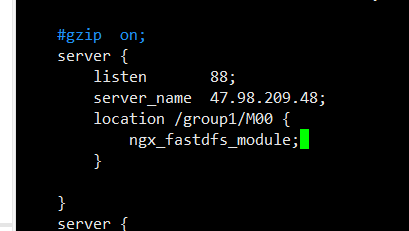 #gzip  on;
server {
    listen       88;
    server_name  47.98.209.48;
    location /group1/M00 {
        ngx_fastdfs_module;
    }

}
server {